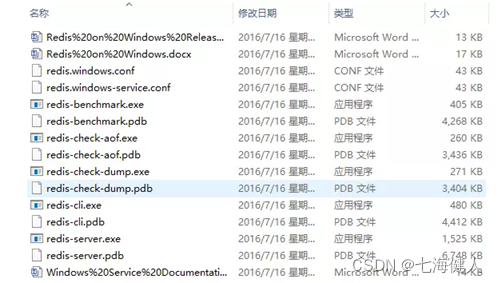 名称 修改日期 类型 大小
Redis%20on%20Windows%20Releas... 2016/7/16 星期... Microsoft Word ... 13 KB
Redis%20on%20Windows.docx 2016/7/16 星期... Microsoft Word ... 14 KB
redis.windows.conf 2016/7/16 星期... CONF 文件 43 KB
redis.windows-service.conf 2016/7/16 星期... CONF 文件 43 KB
redis-benchmark.exe 2016/7/16 星期... 应用程序 405 KB
redis-benchmark.pdb 2016/7/16 星期... PDB 文件 4,268 KB
redis-check-aof.exe 2016/7/16 星期... 应用程序 260 KB
redis-check-aof.pdb 2016/7/16 星期... PDB 文件 3,436 KB
redis-check-dump.exe 2016/7/16 星期... 应用程序 271 KB
redis-check-dump.pdb 2016/7/16 星期... PDB 文件 3,404 KB
redis-cli.exe 2016/7/16 星期... 应用程序 480 KB
redis-cli.pdb 2016/7/16 星期... PDB 文件 4,412 KB
redis-server.exe 2016/7/16 星期... 应用程序 1,525 KB
redis-server.pdb 2016/7/16 星期... PDB 文件 6,748 KB
Windows%20Service%20Documentati... 2016/7/16 星期... Microsoft Word ... 14 KB
CSDN @七海健人